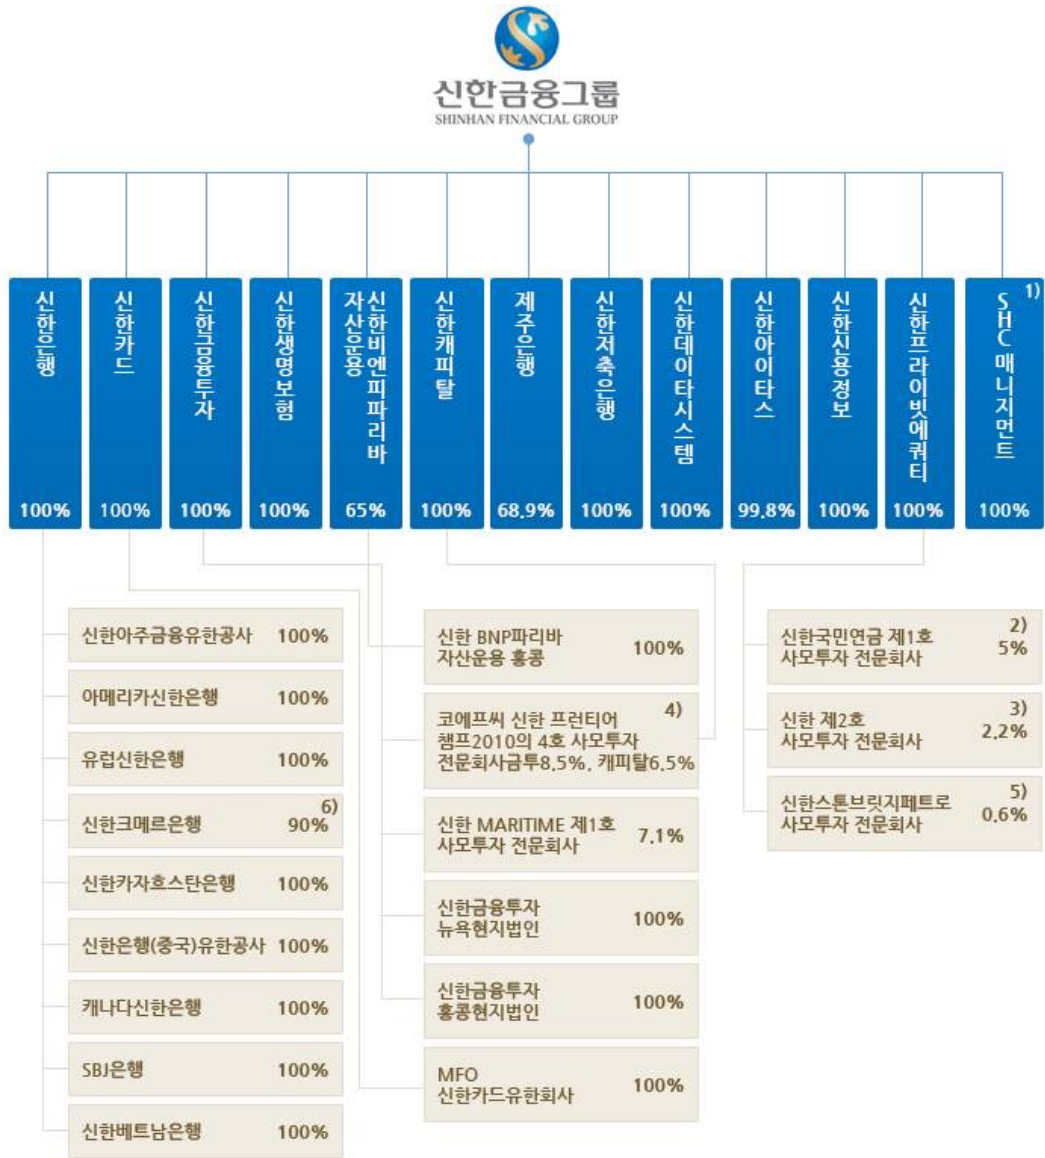 신한금융그룹
SHINHAN FINANCIAL GROUP
신한은행
100%
신한카드
100%
신한금융투자
100%
신한생명보험
100%
신한비엔피파리바
자산운용
65%
신한캐피탈
100%
제주은행
68.9%
신한저축은행
100%
신한데이타시스템
100%
신한아이타스
99.8%
신한신용정보
100%
신한프라이빗에쿼티
100%
1)
SHC 매니지먼트
100%
신한아주금융유한공사 100%
아메리카신한은행 100%
유럽신한은행 100%
6)
신한크메르은행 90%
신한카자흐스탄은행 100%
신한은행(중국)유한공사 100%
캐나다신한은행 100%
SBJ은행 100%
신한베트남은행 100%
신한 BNP파리바
자산운용 홍콩
100%
코에프씨 신한 프런티어 4)
챔프2010의 4호 사모투자
전문회사금투8.5%, 캐피탈6.5%
신한 MARITIME 제1호
사모투자 전문회사
7.1%
신한금융투자
뉴욕현지법인
100%
신한금융투자
홍콩현지법인
100%
MFO
신한카드유한회사
100%
2)
신한국민연금 제1호
사모투자 전문회사
5%
3)
신한 제2호
사모투자 전문회사
2.2%
5)
신한스톤브릿지페트로
사모투자 전문회사
0.6%